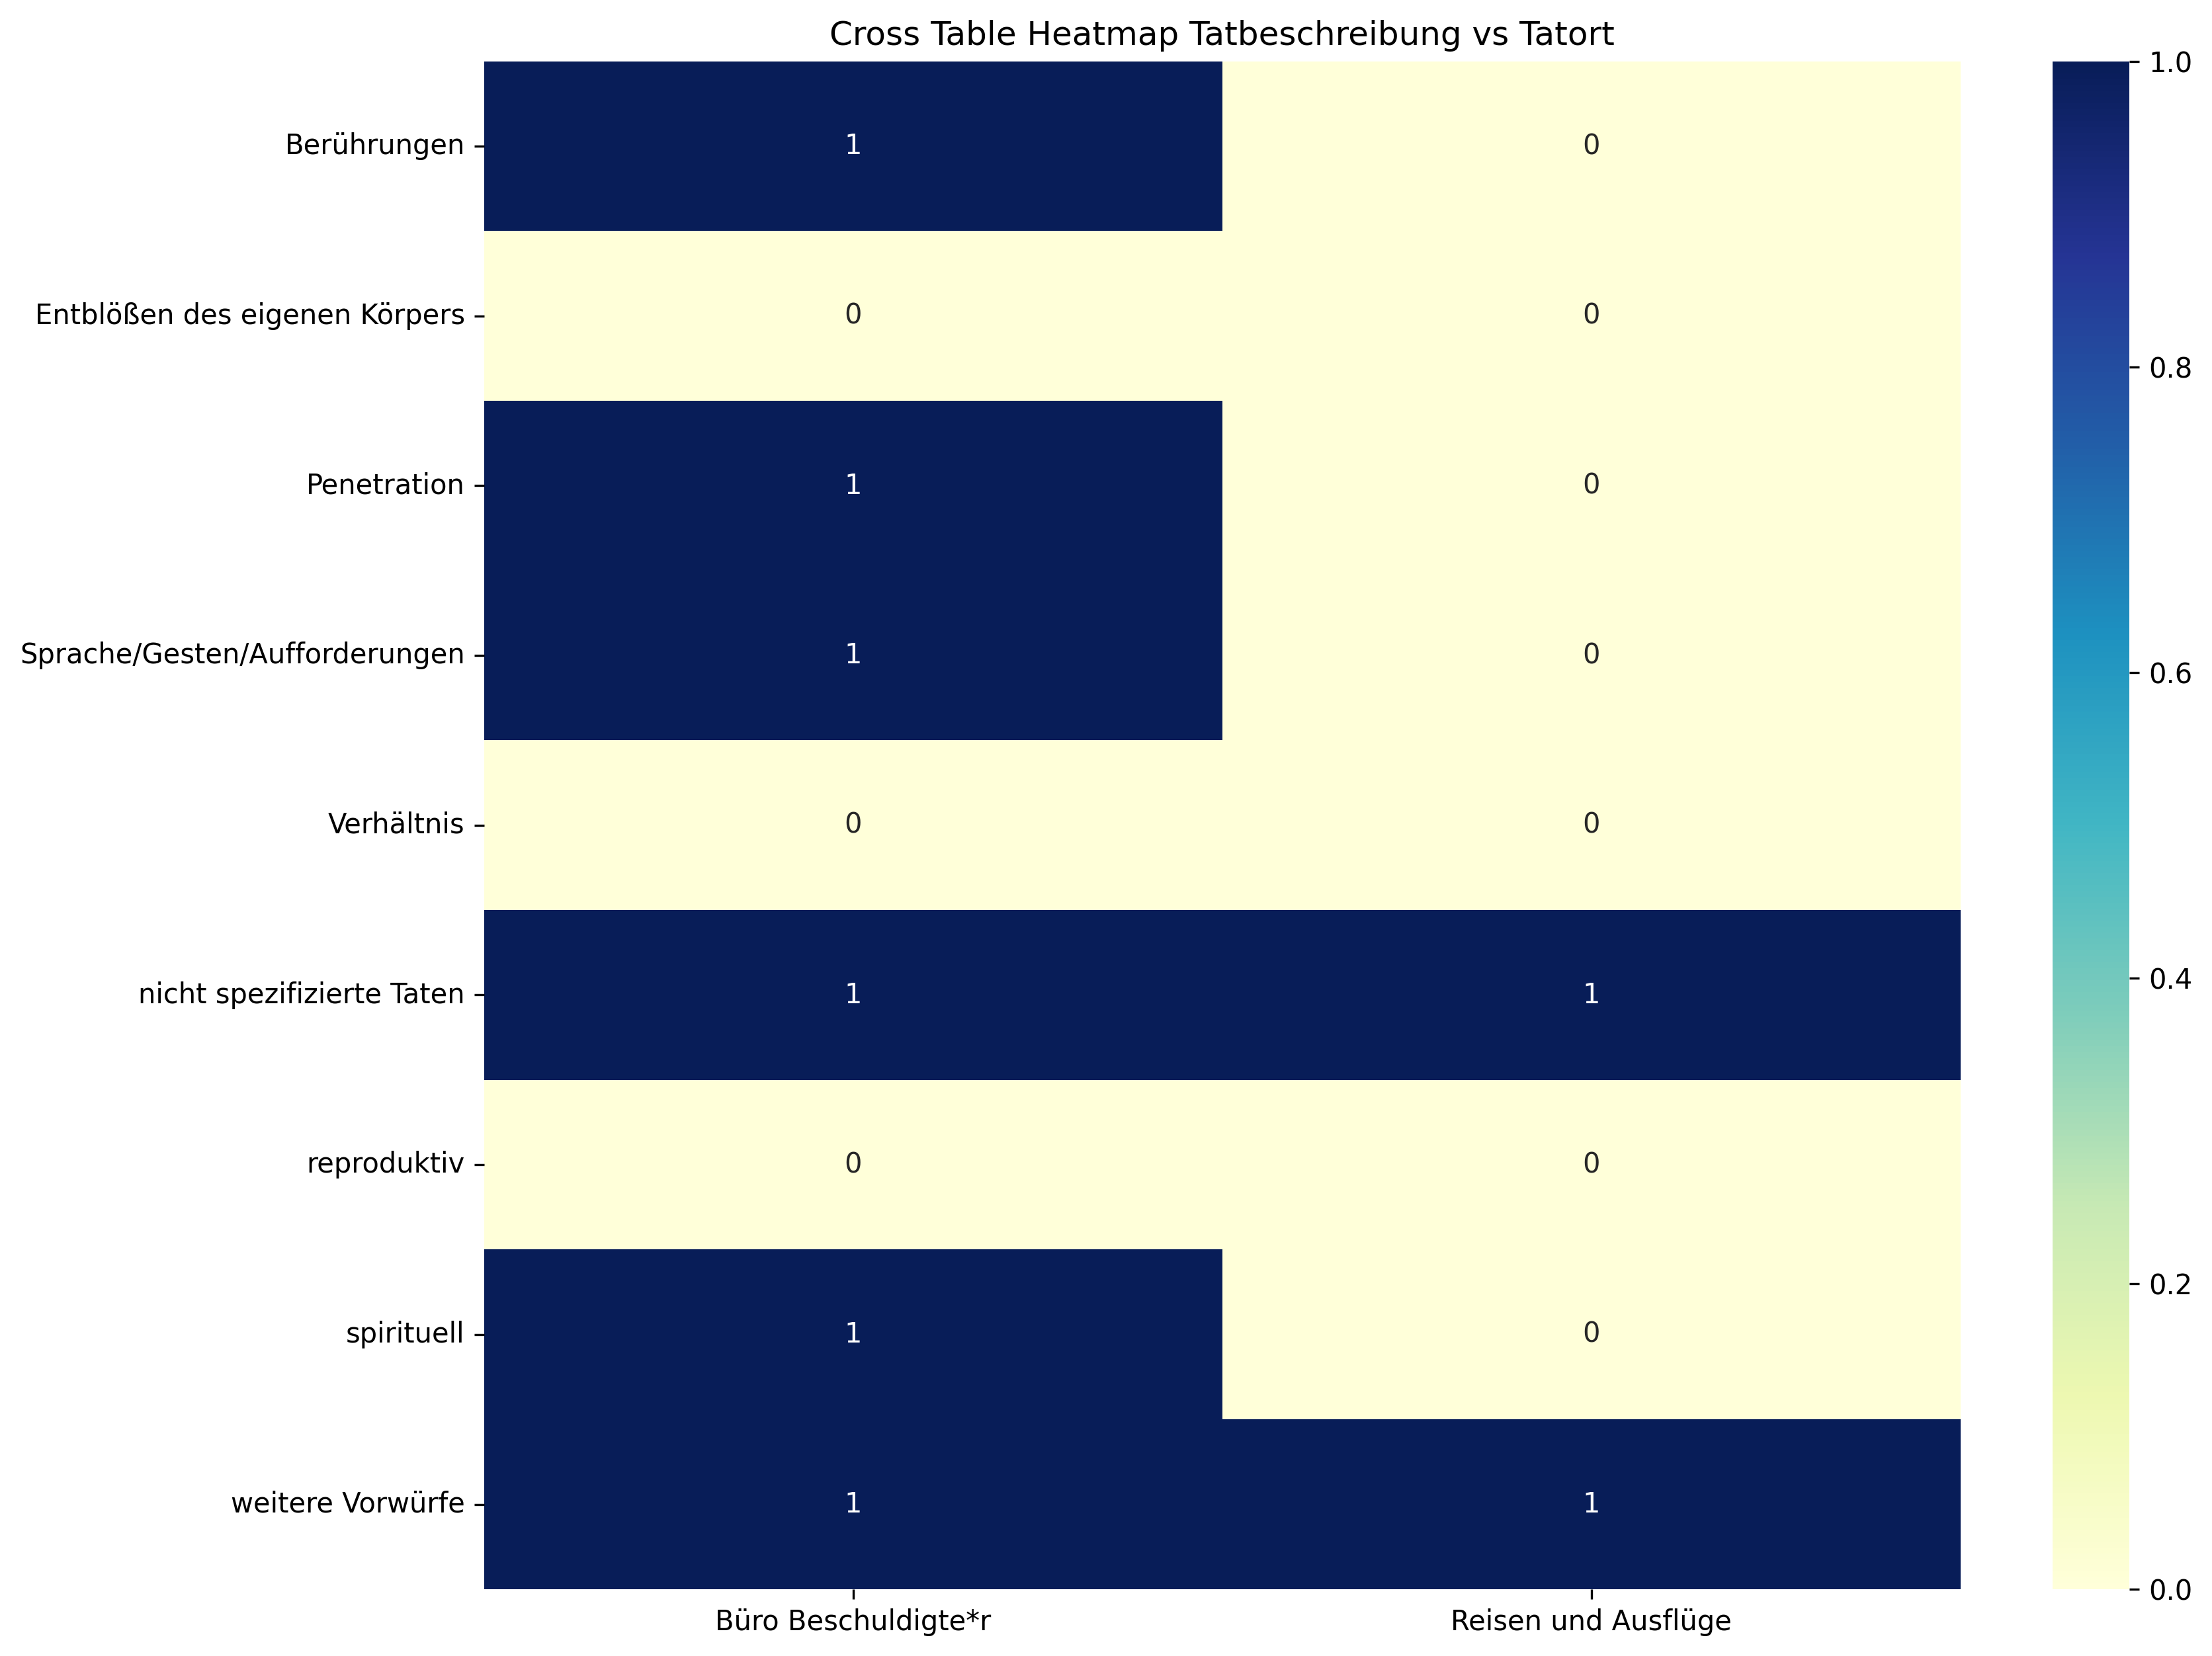 Cross Table Heatmap Tatbeschreibung vs Tatort
Berührungen 1 0
Entblößen des eigenen Körpers 0 0
Penetration 1 0
Sprache/Gesten/Aufforderungen 1 0
Verhältnis 0 0
nicht spezifizierte Taten 1 1
reproduktiv 0 0
spirituell 1 0
weitere Vorwürfe 1 1
Büro Beschuldigte*r Reisen und Ausflüge
1.0
0.8
0.6
0.4
0.2
0.0